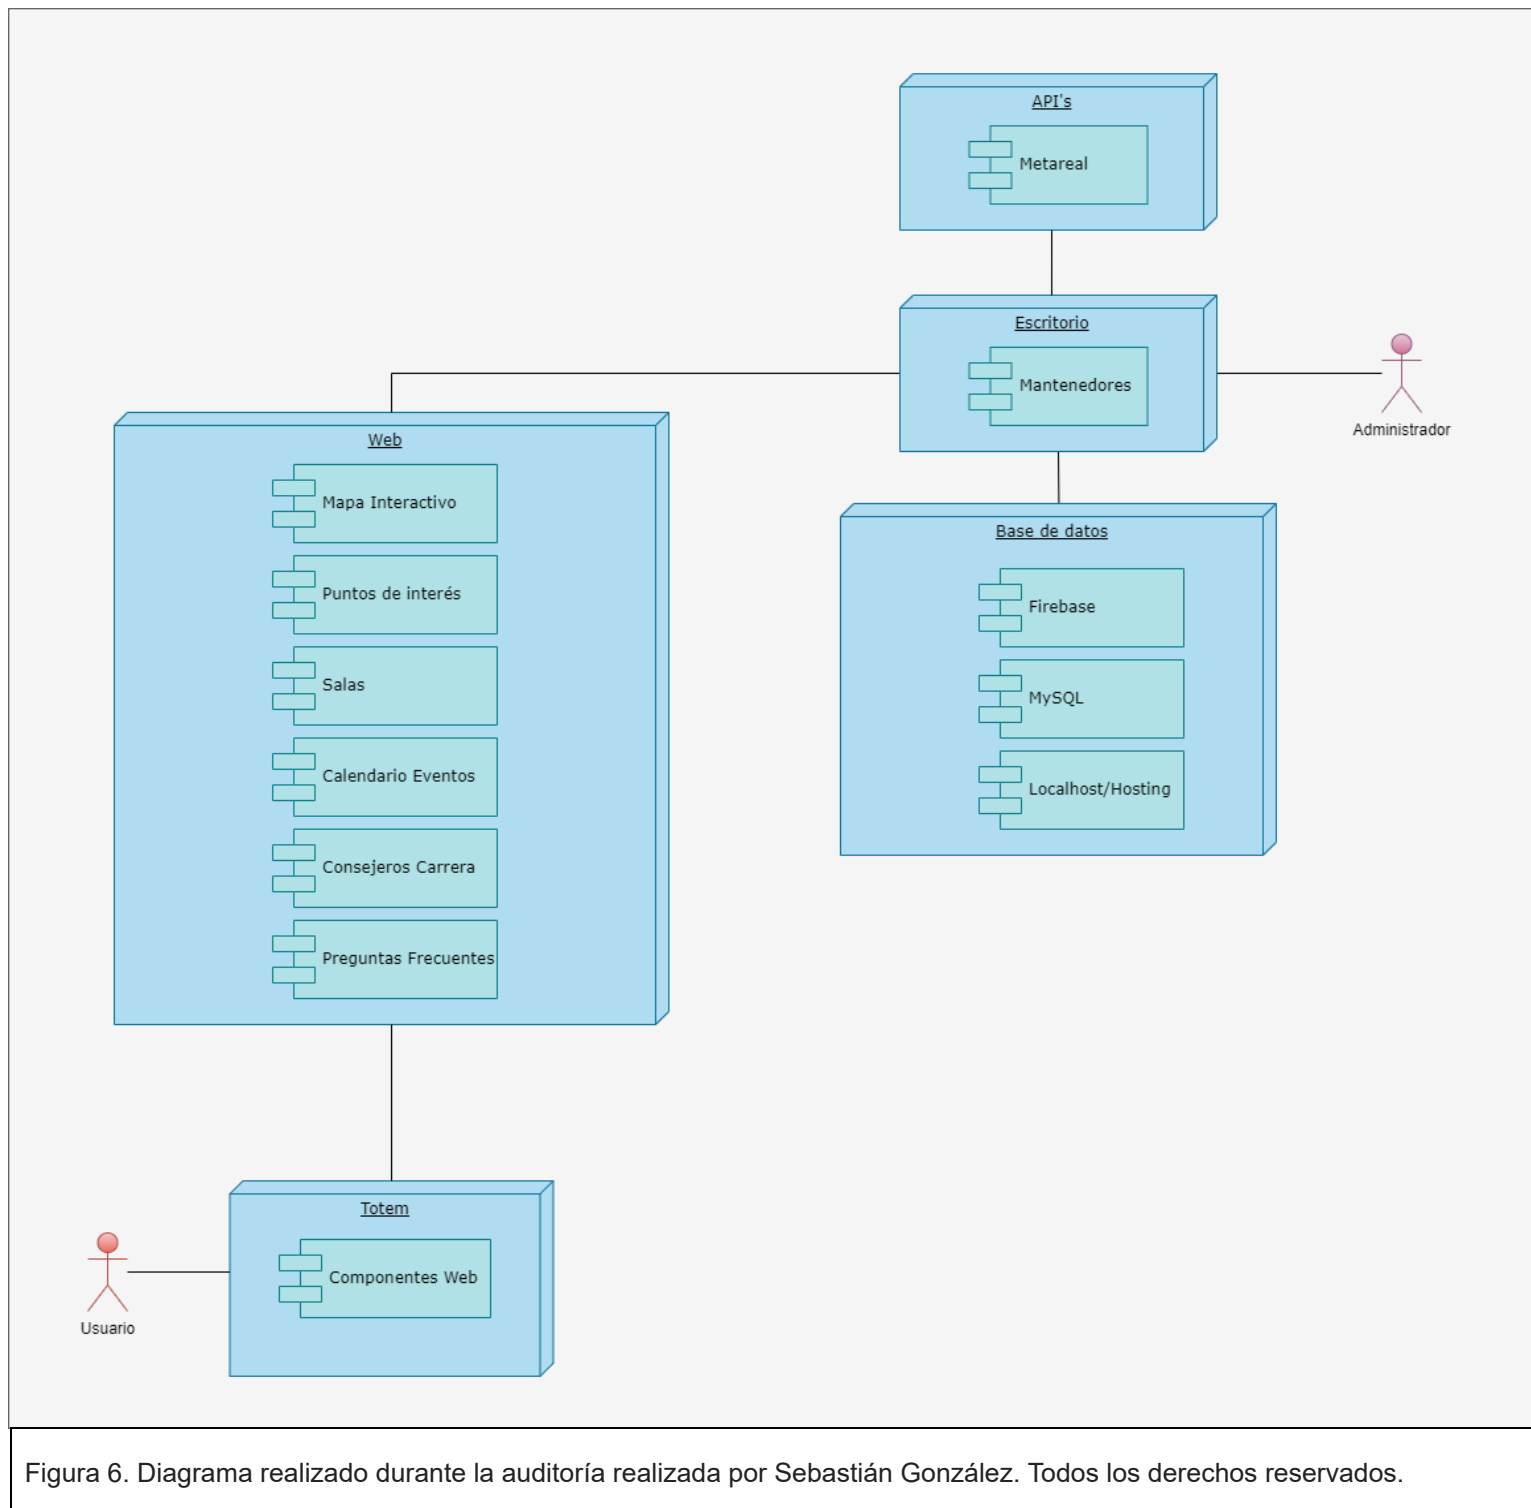 API's
Metareal
Escritorio
Mantenedores
Administrador
Web
Mapa Interactivo
Puntos de interés
Salas
Calendario Eventos
Consejeros Carrera
Preguntas Frecuentes
Base de datos
Firebase
MySQL
Localhost/Hosting
Totem
Componentes Web
Usuario
Figura 6. Diagrama realizado durante la auditoría realizada por Sebastián González. Todos los derechos reservados.